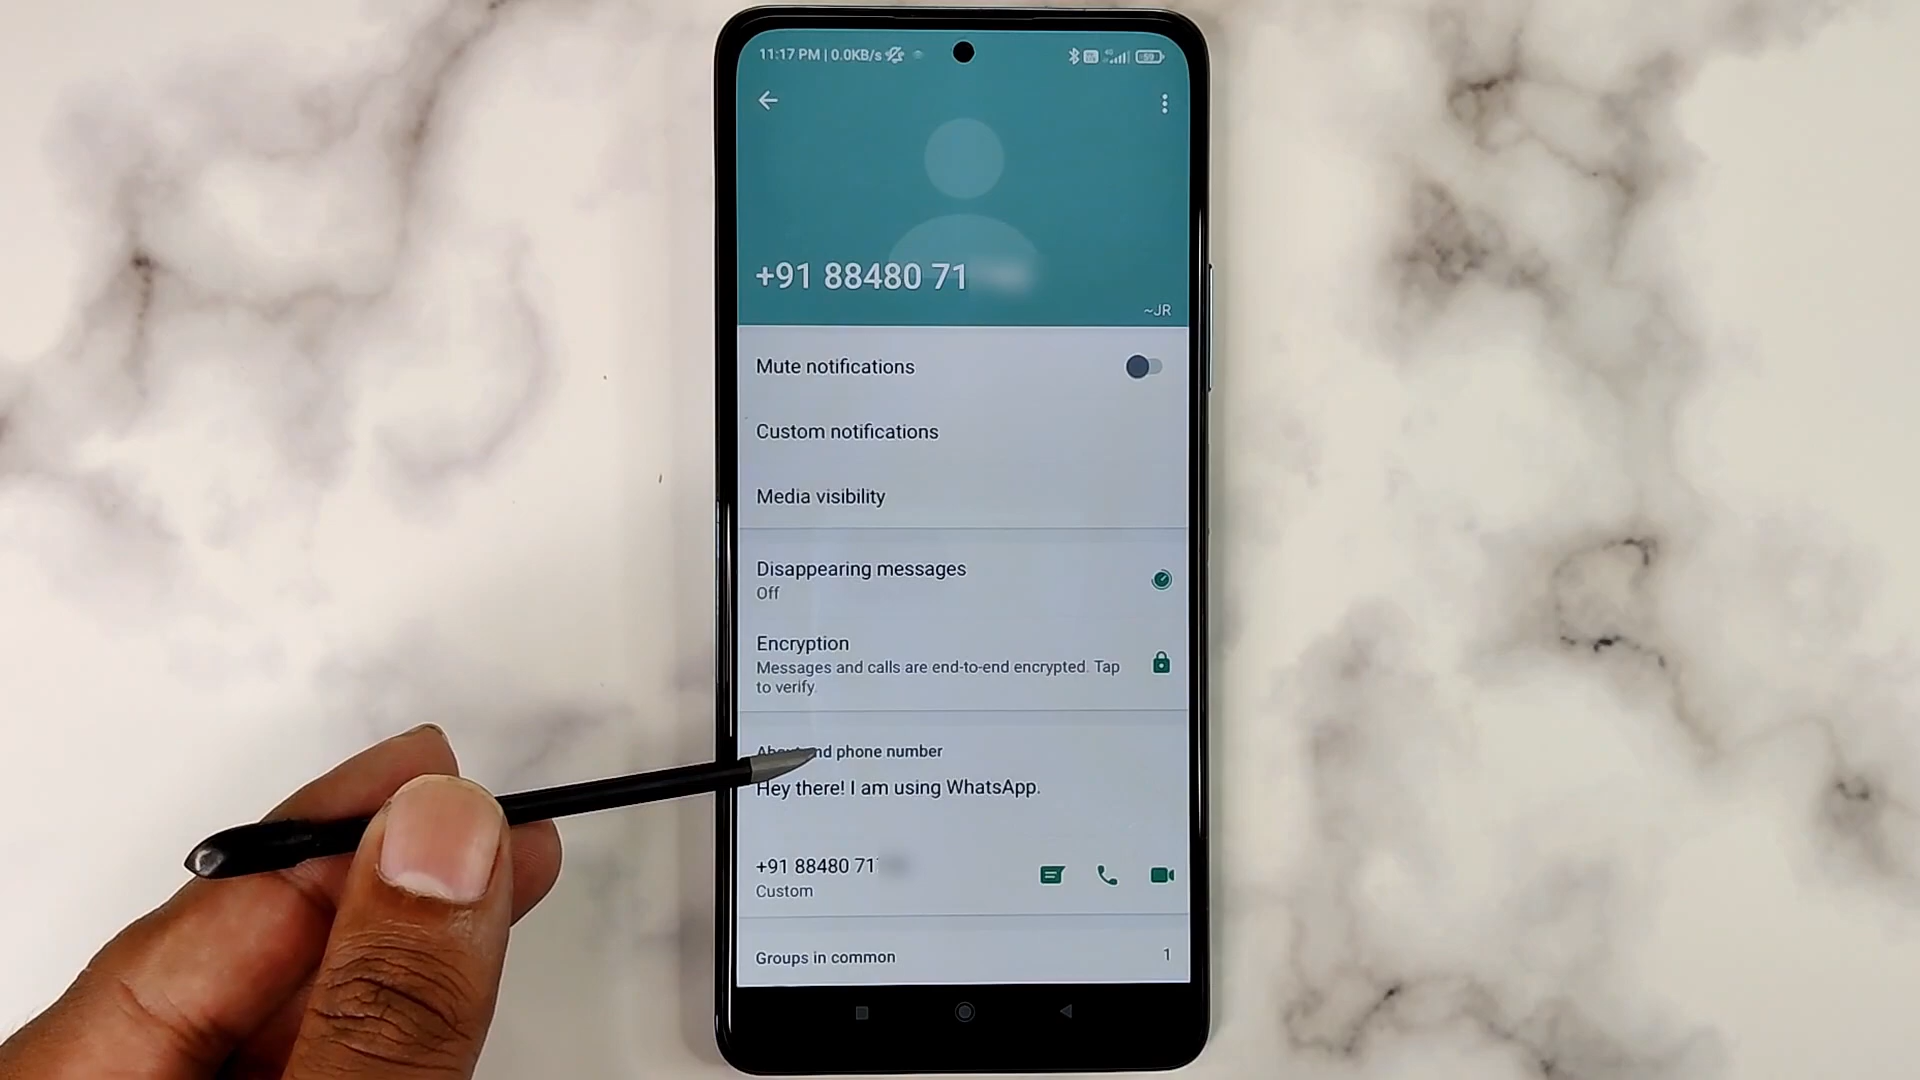 11:17 PM | 0.0KB/s
59
+91 88480 71
~JR
Mute notifications
Custom notifications
Media visibility
Disappearing messages
Off
Encryption
Messages and calls are end-to-end encrypted. Tap
to verify.
phone number
Hey there! I am using WhatsApp.
+91 88480 71
Custom
Groups in common 1